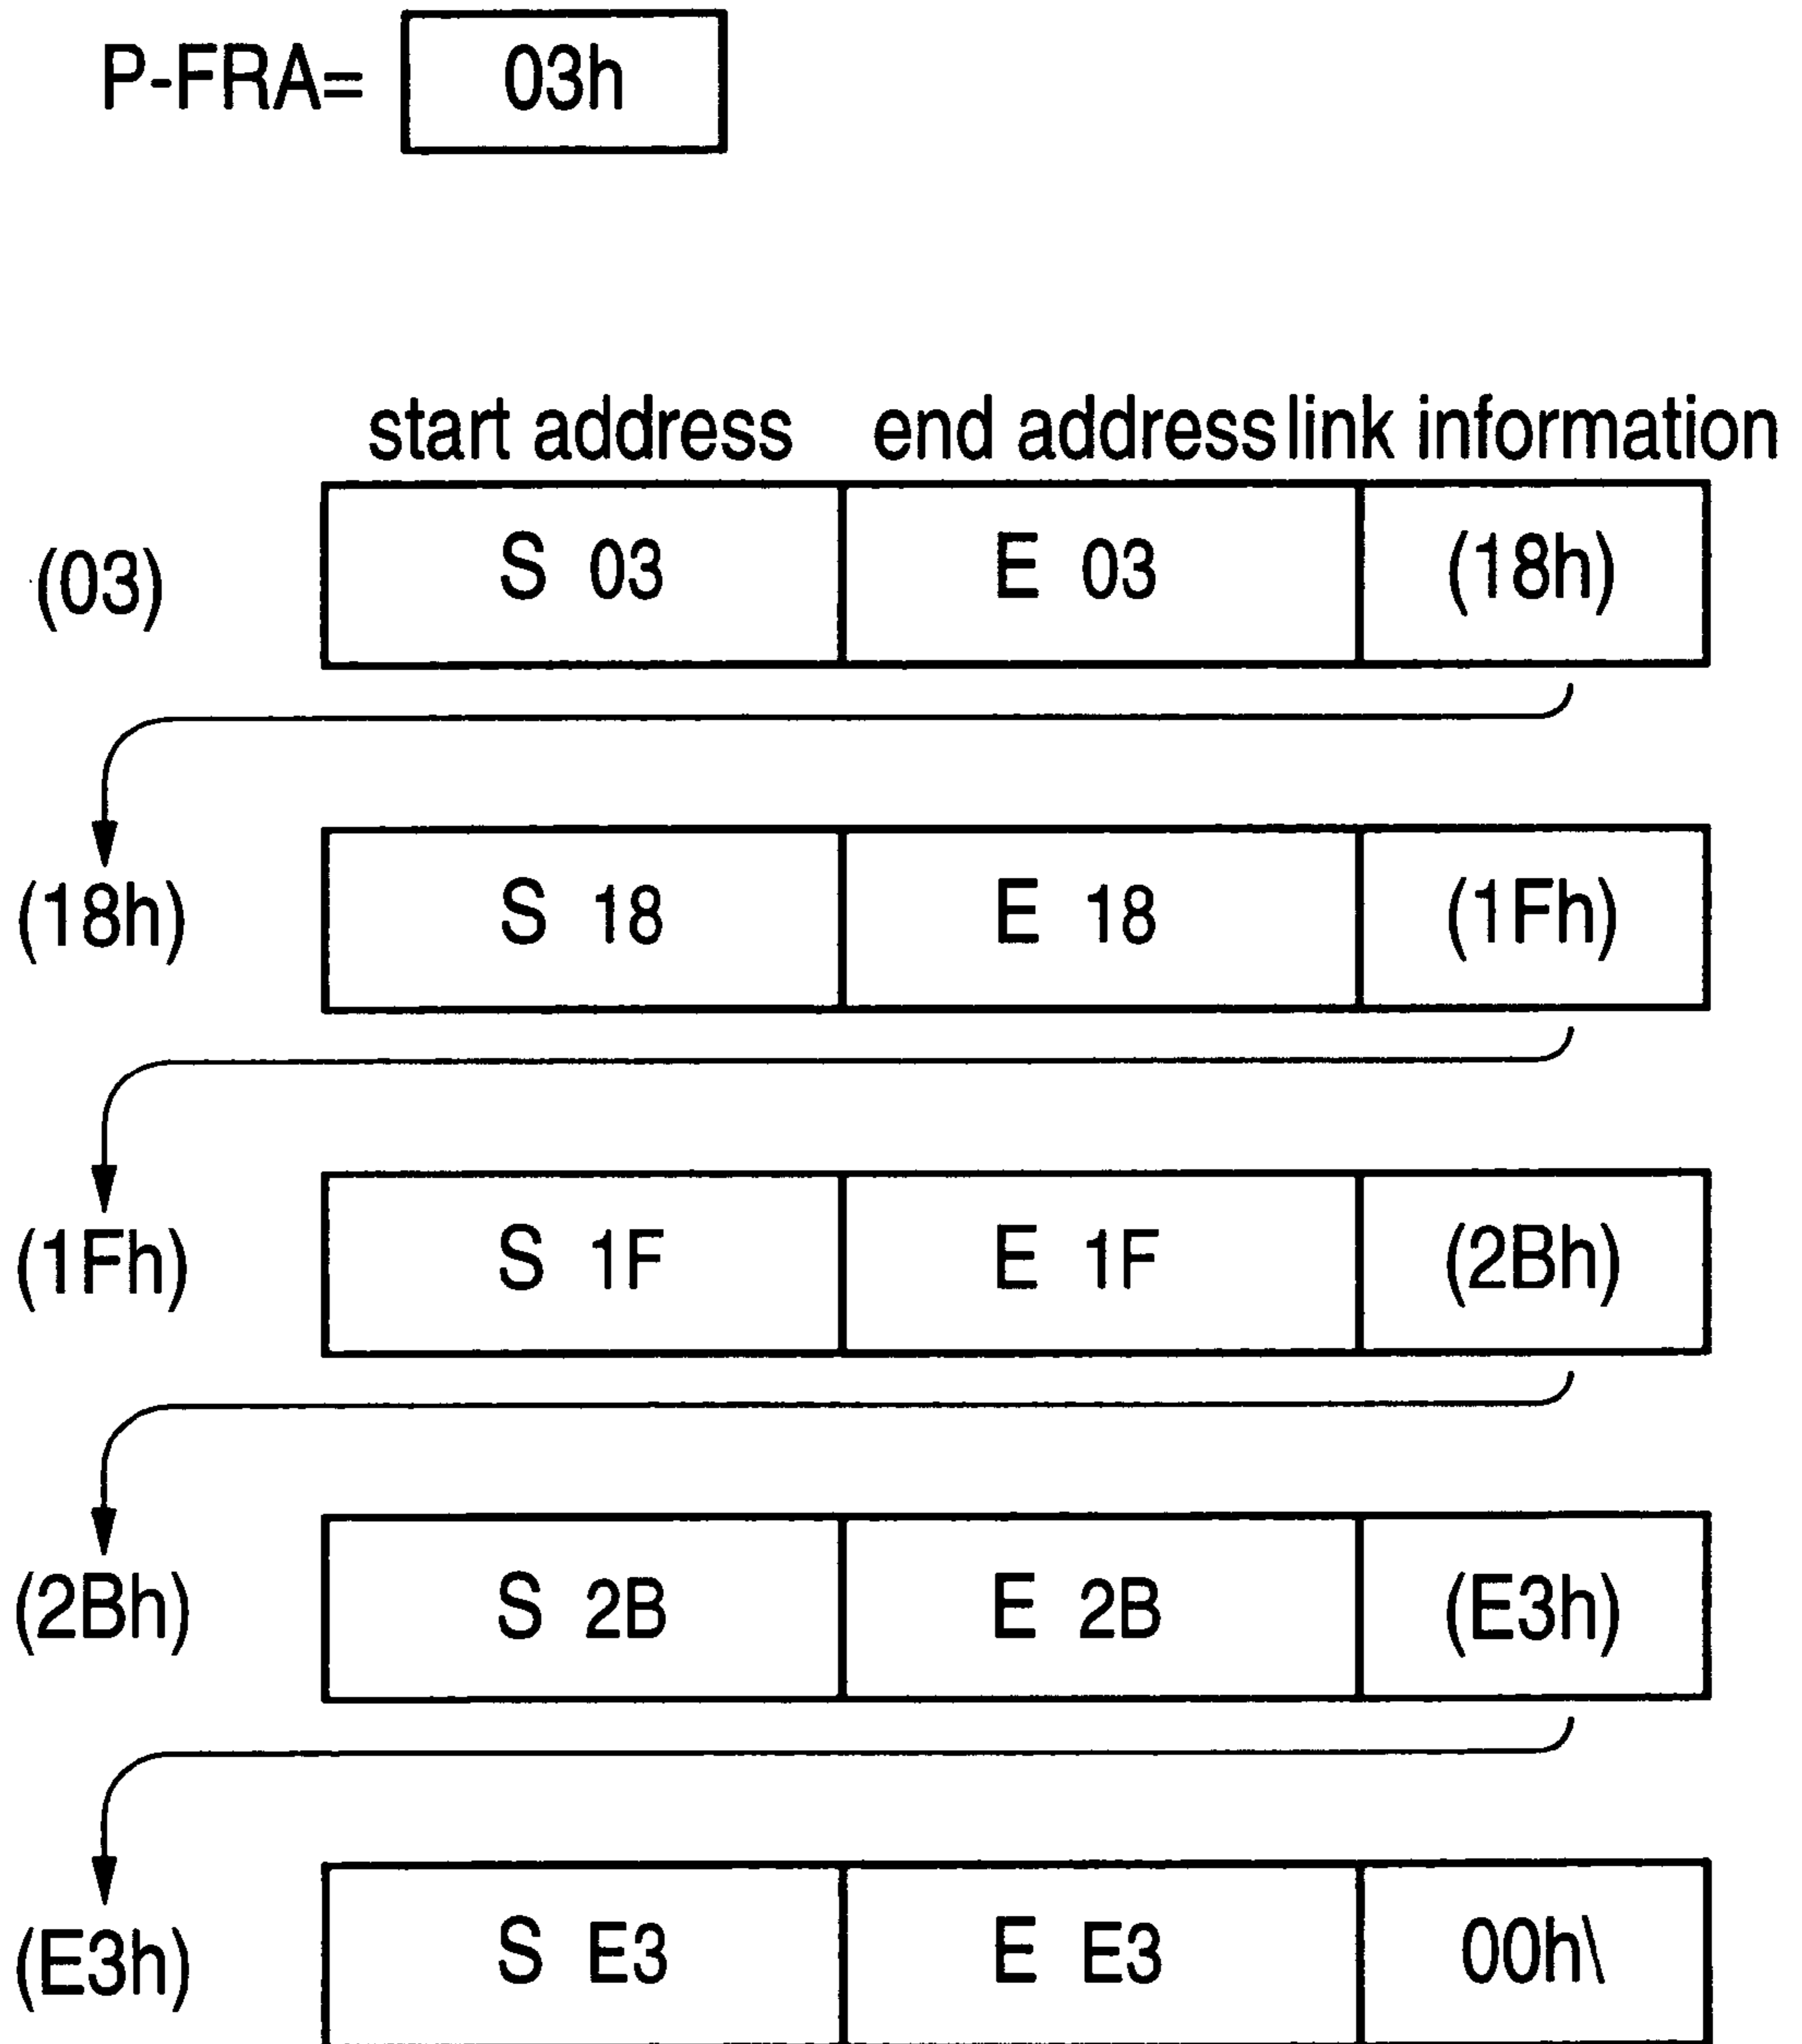 P-FRA= 03h
start address end address link information
(03) S 03 E 03 (18h)
(18h) S 18 E 18 (1Fh)
(1Fh) S 1F E 1F (2Bh)
(2Bh) S 2B E 2B (E3h)
(E3h) S E3 E E3 00h\